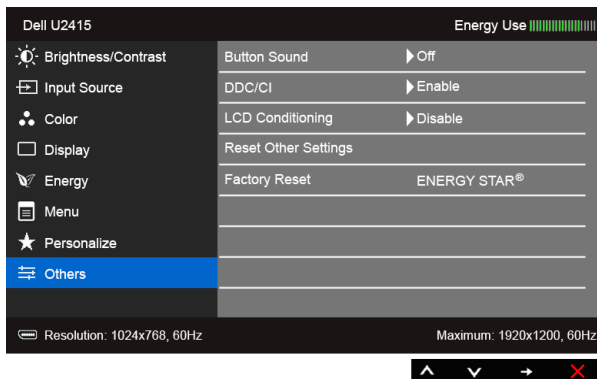 Dell U2415 Energy Use
Brightness/Contrast Button Sound Off
Input Source DDC/CI Enable
Color LCD Conditioning Disable
Display Reset Other Settings
Energy Factory Reset ENERGY STAR®
Menu
Personalize
Others
Resolution: 1024x768, 60Hz Maximum: 1920x1200, 60Hz